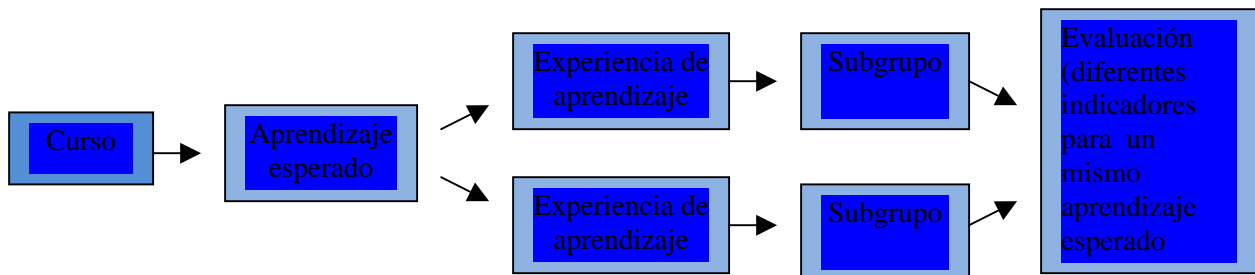 Curso
Aprendizaje
esperado
Experiencia de
aprendizaje
Subgrupo
Experiencia de
aprendizaje
Subgrupo
Evaluación
(diferentes
indicadores
para un
mismo
aprendizaje
esperado